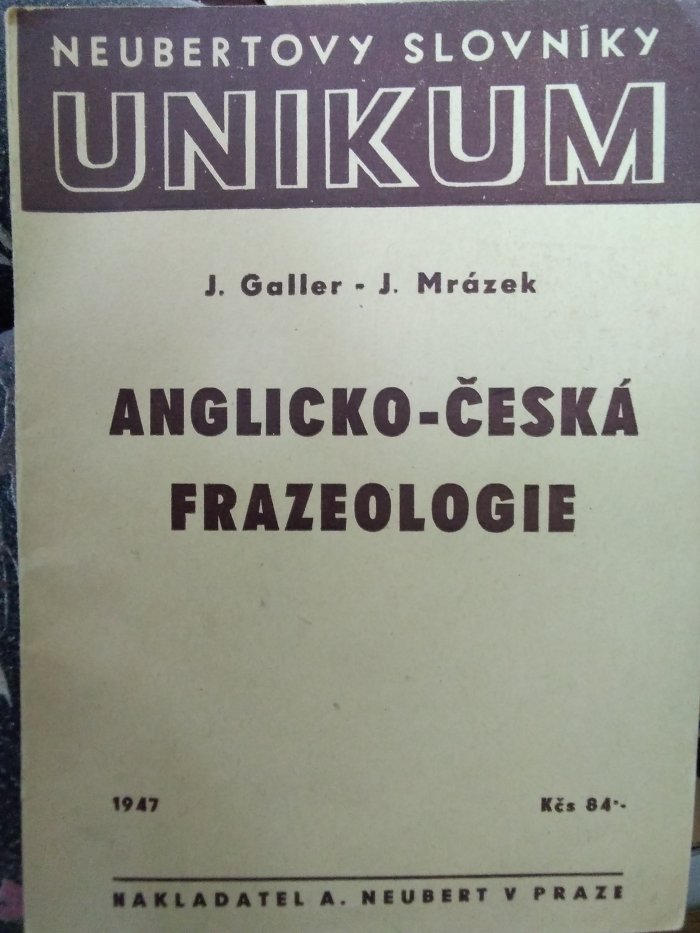 NEUBERTOVY SLOVNÍKY
UNIKUM
J. Galler - J. Mrázek
ANGLICKO-ČESKÁ
FRAZEOLOGIE
1947 Kčs 84·-
NAKLADATEL A. NEUBERT V PRAZE